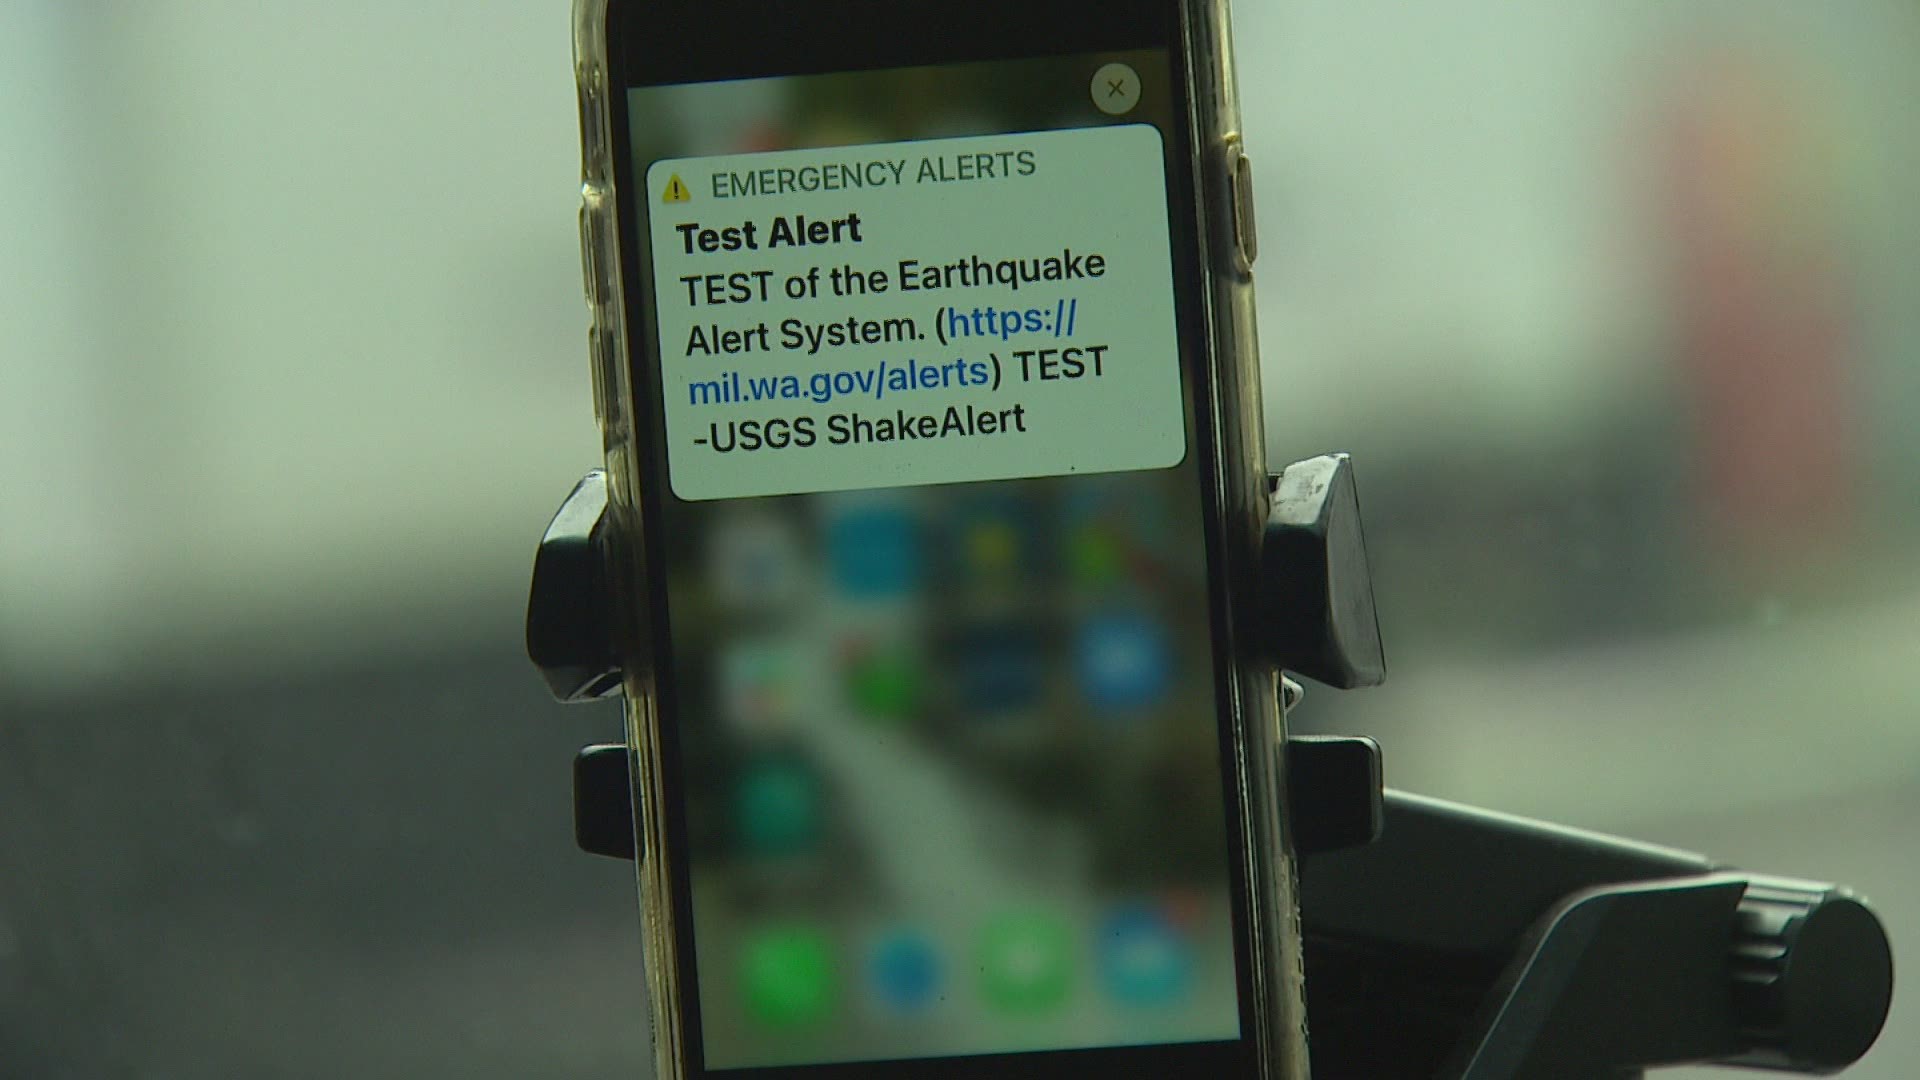 EMERGENCY ALERTS
Test Alert
TEST of the Earthquake
Alert System. (https://
mil.wa.gov/alerts) TEST
-USGS ShakeAlert